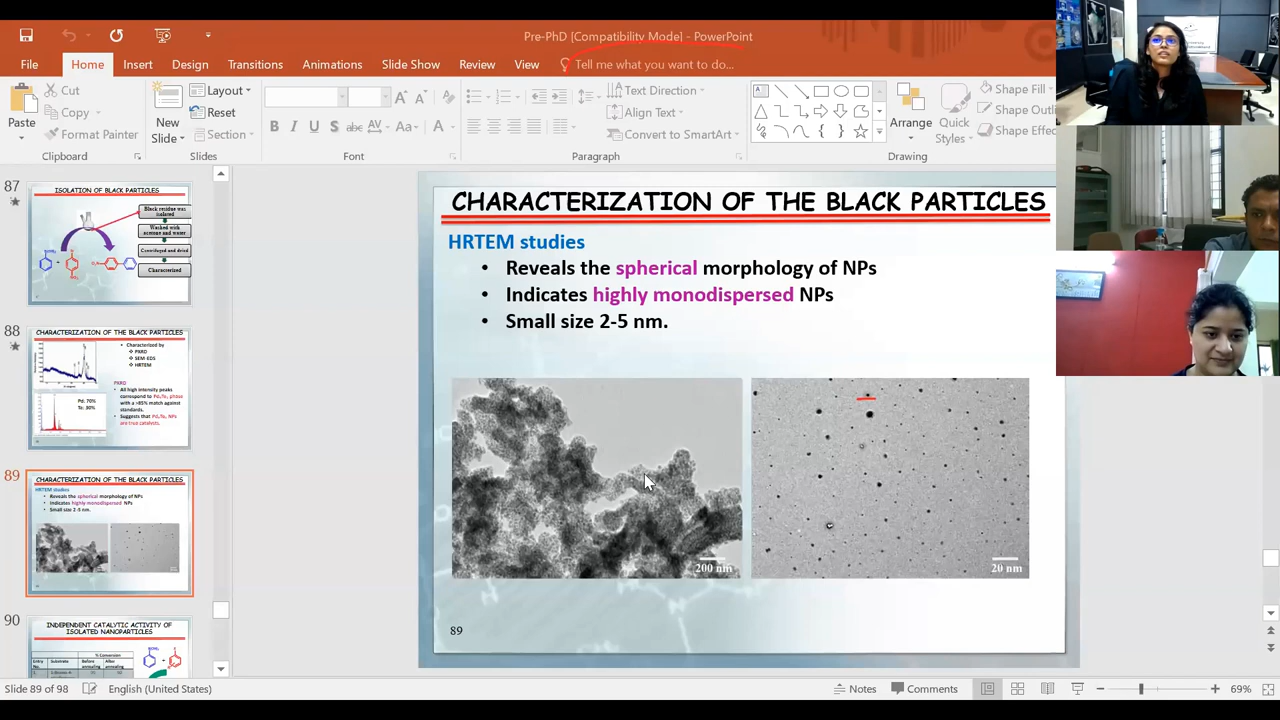 Pre-PhD [Compatibility Mode] - PowerPoint
File Home Insert Design Transitions Animations Slide Show Review View Tell me what you want to do...
Paste
Cut
Copy
Format Painter
New Slide
Layout
Reset
Section
Text Direction
Align Text
Convert to SmartArt
Arrange
Quick Styles
Shape Fill
Shape Outl
Shape Effe
Clipboard Slides Font Paragraph Drawing
87
ISOLATION OF BLACK PARTICLES
Black residue was isolated
Washed with acetone and water
Centrifuged and dried
Characterized
88
CHARACTERIZATION OF THE BLACK PARTICLES
Characterized by
PXRD
SEM-EDS
HRTEM
Pd: 70%
Te: 30%
PXRD
All high intensity peaks
correspond to
phase
with a >85% match against
standards.
Suggests that
NPs
are true catalysts.
89
CHARACTERIZATION OF THE BLACK PARTICLES
HRTEM studies
Reveals the spherical morphology of NPs
Indicates highly monodispersed NPs
Small size 2-5 nm.
90
INDEPENDENT CATALYTIC ACTIVITY OF
ISOLATED NANOPARTICLES
Entry No.
Substrate
% Conversion
Before annealing
After annealing
CHARACTERIZATION OF THE BLACK PARTICLES
HRTEM studies
• Reveals the spherical morphology of NPs
• Indicates highly monodispersed NPs
• Small size 2-5 nm.
200 nm
20 nm
89
Slide 89 of 98 English (United States) Notes Comments 69%